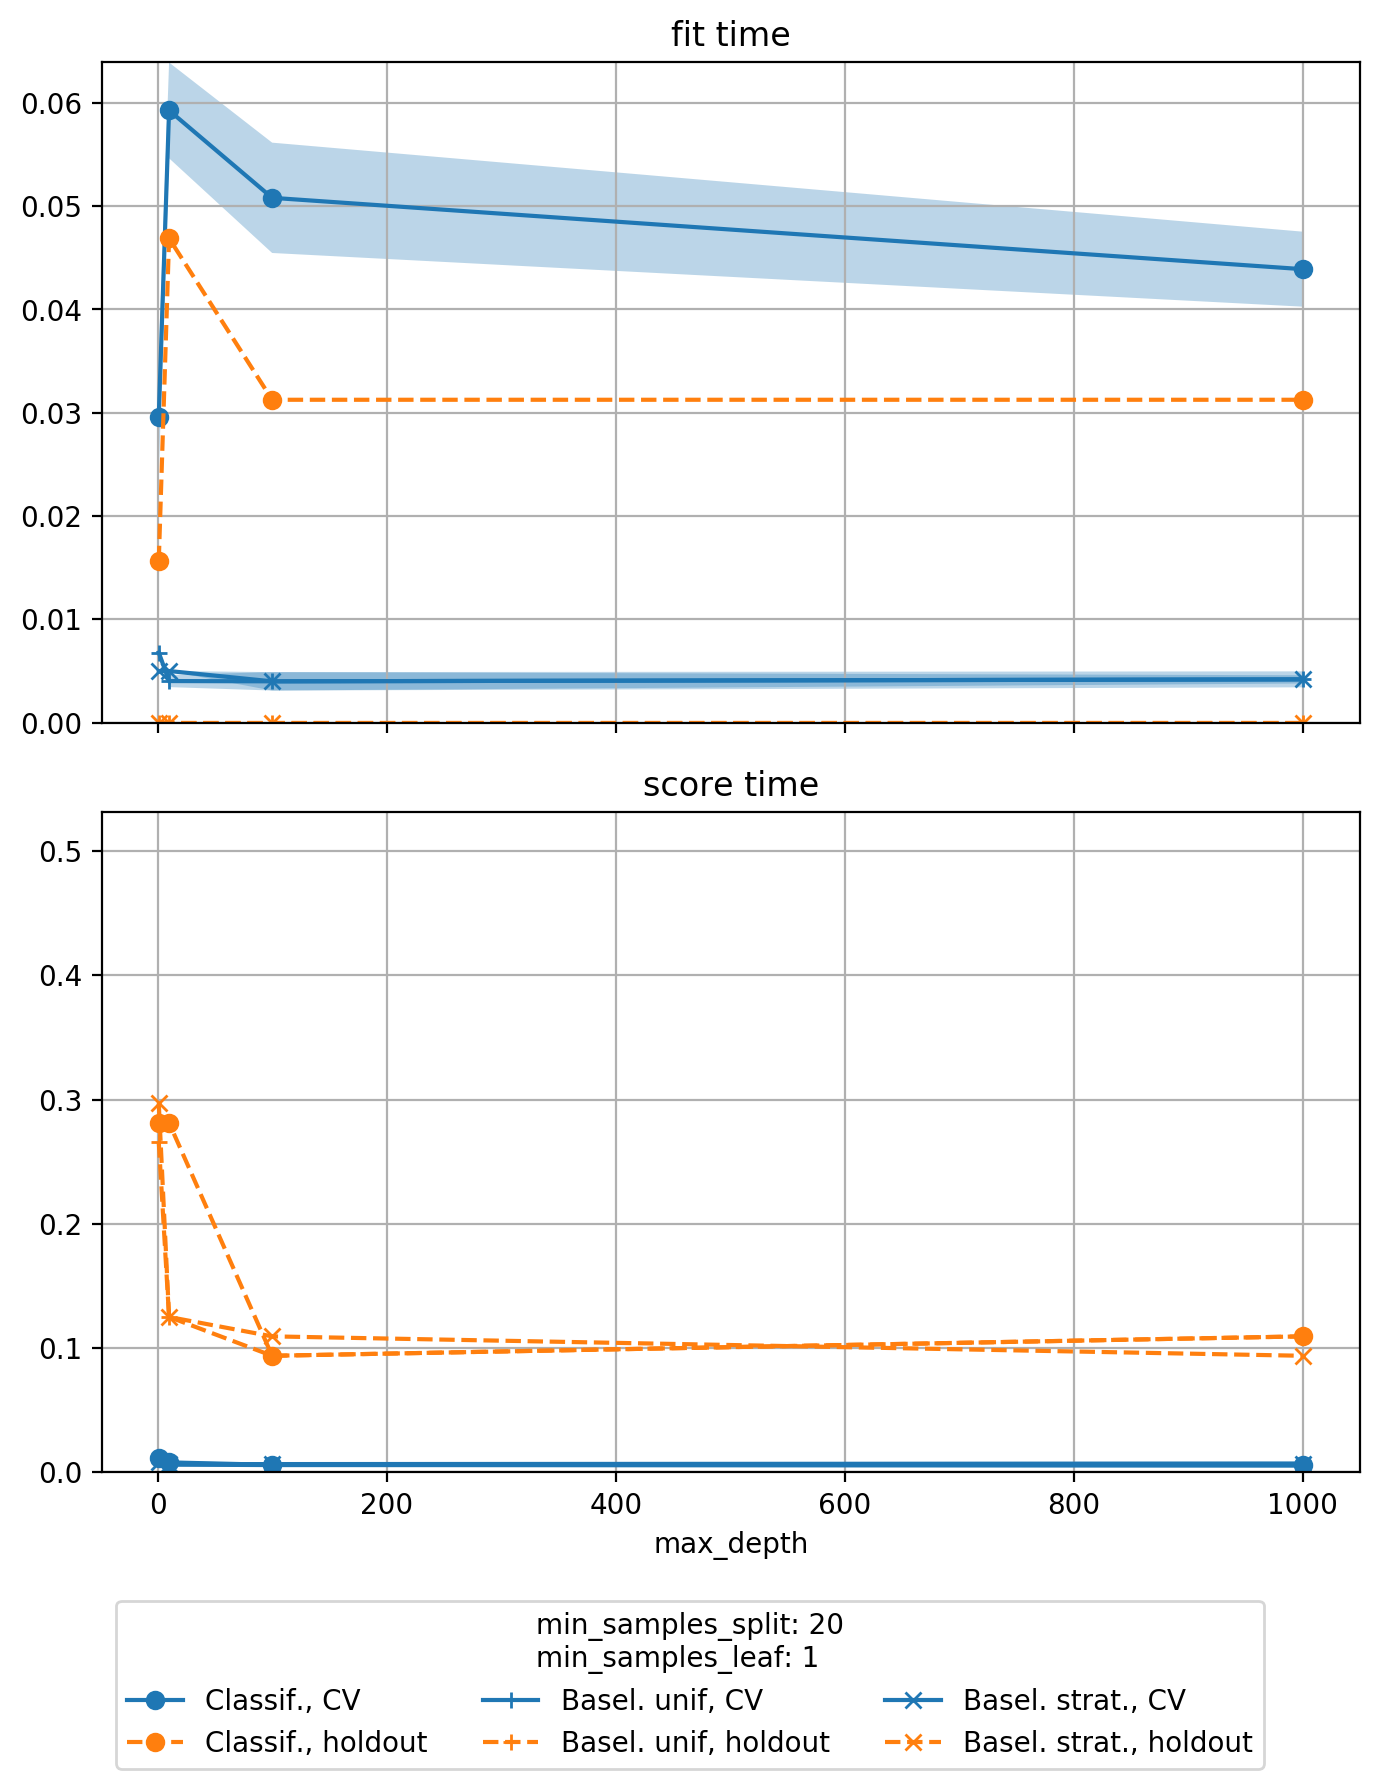 fit time
0.06
0.05
0.04
0.03
0.02
0.01
0.00
score time
0.5
0.4
0.3
0.2
0.1
0.0
0 200 400 600 800 1000
max_depth
min_samples_split: 20
min_samples_leaf: 1
Classif., CV Basel. unif, CV Basel. strat., CV
Classif., holdout Basel. unif, holdout Basel. strat., holdout